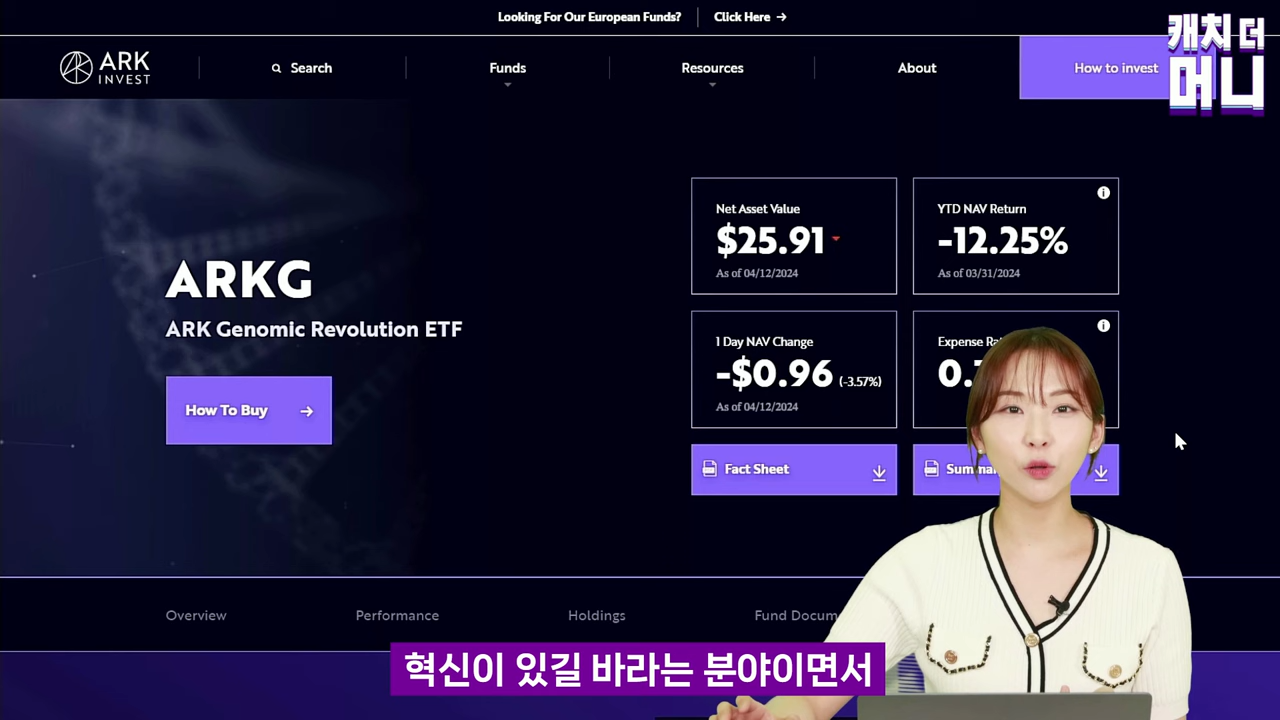 Looking For Our European Funds?
Click Here →
캐치 더
머니
ARK
INVEST
Search
Funds
Resources
About
How to invest
Net Asset Value
$25.91
As of 04/12/2024
YTD NAV Return
-12.25%
As of 03/31/2024
ARKG
ARK Genomic Revolution ETF
How To Buy →
1 Day NAV Change
-$0.96 (-3.57%)
As of 04/12/2024
Expense
0.
Fact Sheet
Overview
Performance
Holdings
Fund
혁신이 있길 바라는 분야이면서